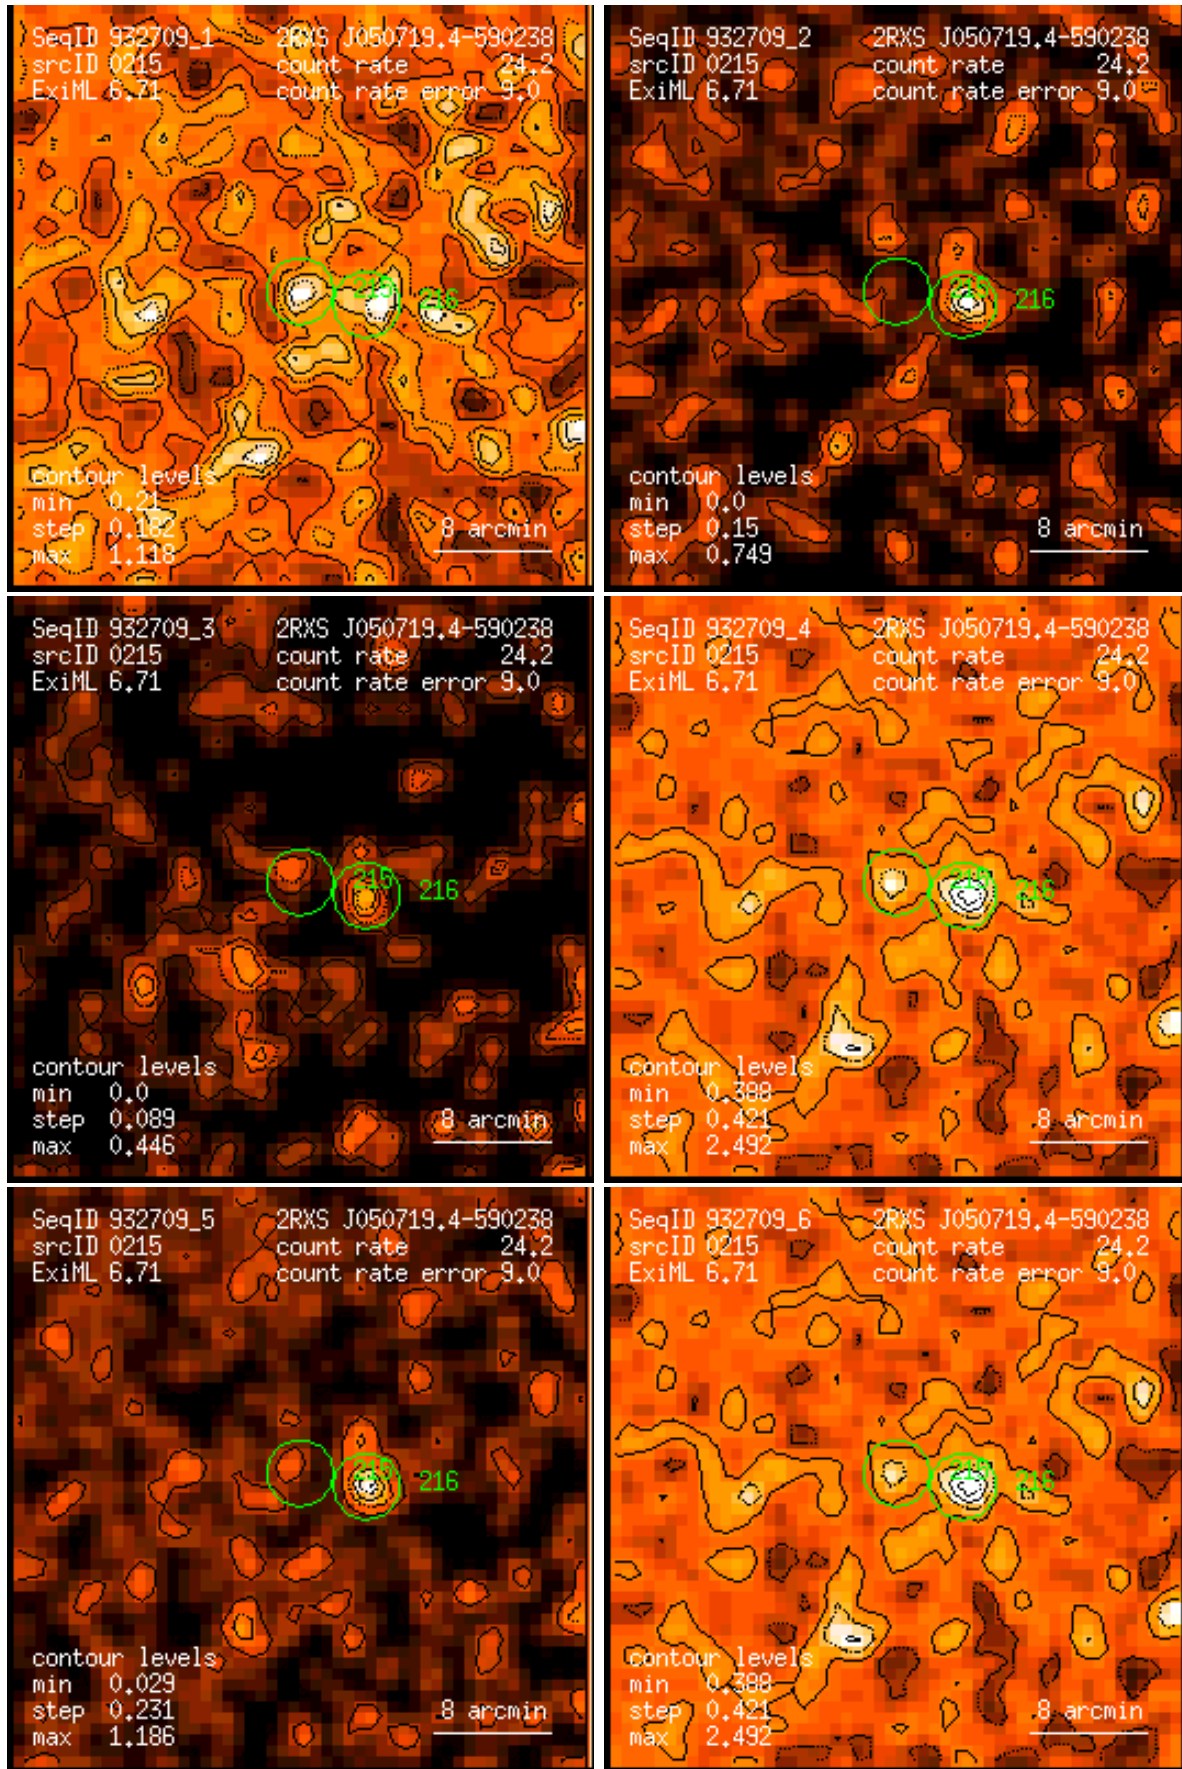 SeqID 932709_1 2RXS J050719.4-590238
srcID 0215 count rate 24.2
ExiML 6.71 count rate error 9.0
215
216
contour levels
min 0.21
step 0.182
max 1.118
8 arcmin
SeqID 932709_2 2RXS J050719.4-590238
srcID 0215 count rate 24.2
ExiML 6.71 count rate error 9.0
215
216
contour levels
min 0.0
step 0.15
max 0.749
8 arcmin
SeqID 932709_3 2RXS J050719.4-590238
srcID 0215 count rate 24.2
ExiML 6.71 count rate error 9.0
215
216
contour levels
min 0.0
step 0.089
max 0.446
8 arcmin
SeqID 932709_4 2RXS J050719.4-590238
srcID 0215 count rate 24.2
ExiML 6.71 count rate error 9.0
215
216
contour levels
min 0.388
step 0.421
max 2.492
8 arcmin
SeqID 932709_5 2RXS J050719.4-590238
srcID 0215 count rate 24.2
ExiML 6.71 count rate error 9.0
215
216
contour levels
min 0.029
step 0.231
max 1.186
8 arcmin
SeqID 932709_6 2RXS J050719.4-590238
srcID 0215 count rate 24.2
ExiML 6.71 count rate error 9.0
215
216
contour levels
min 0.388
step 0.421
max 2.492
8 arcmin